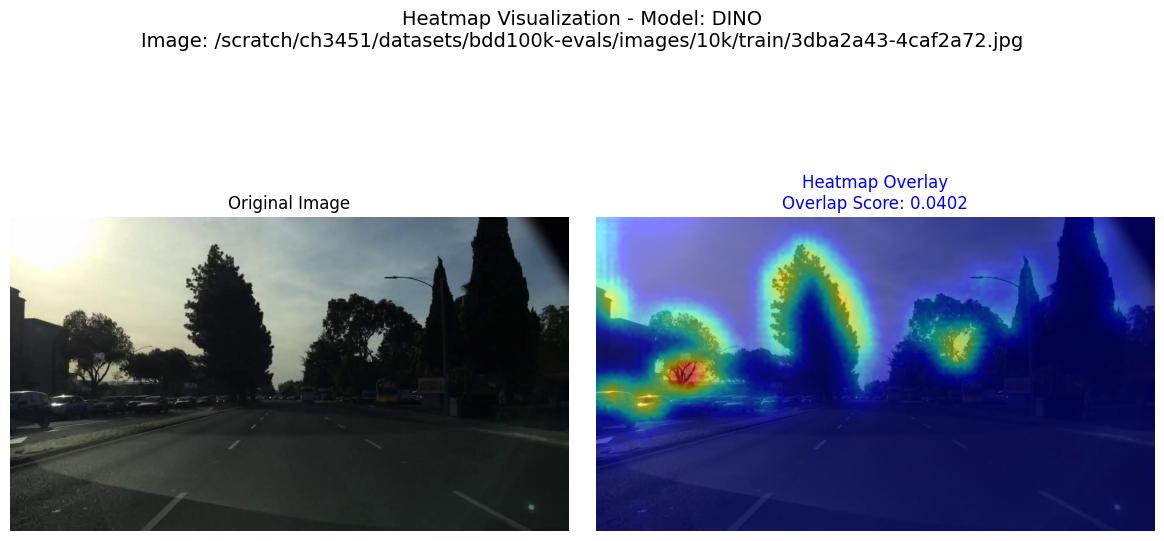 Heatmap Visualization - Model: DINO
Image: /scratch/ch3451/datasets/bdd100k-evals/images/10k/train/3dba2a43-4caf2a72.jpg
Original Image
Heatmap Overlay
Overlap Score: 0.0402